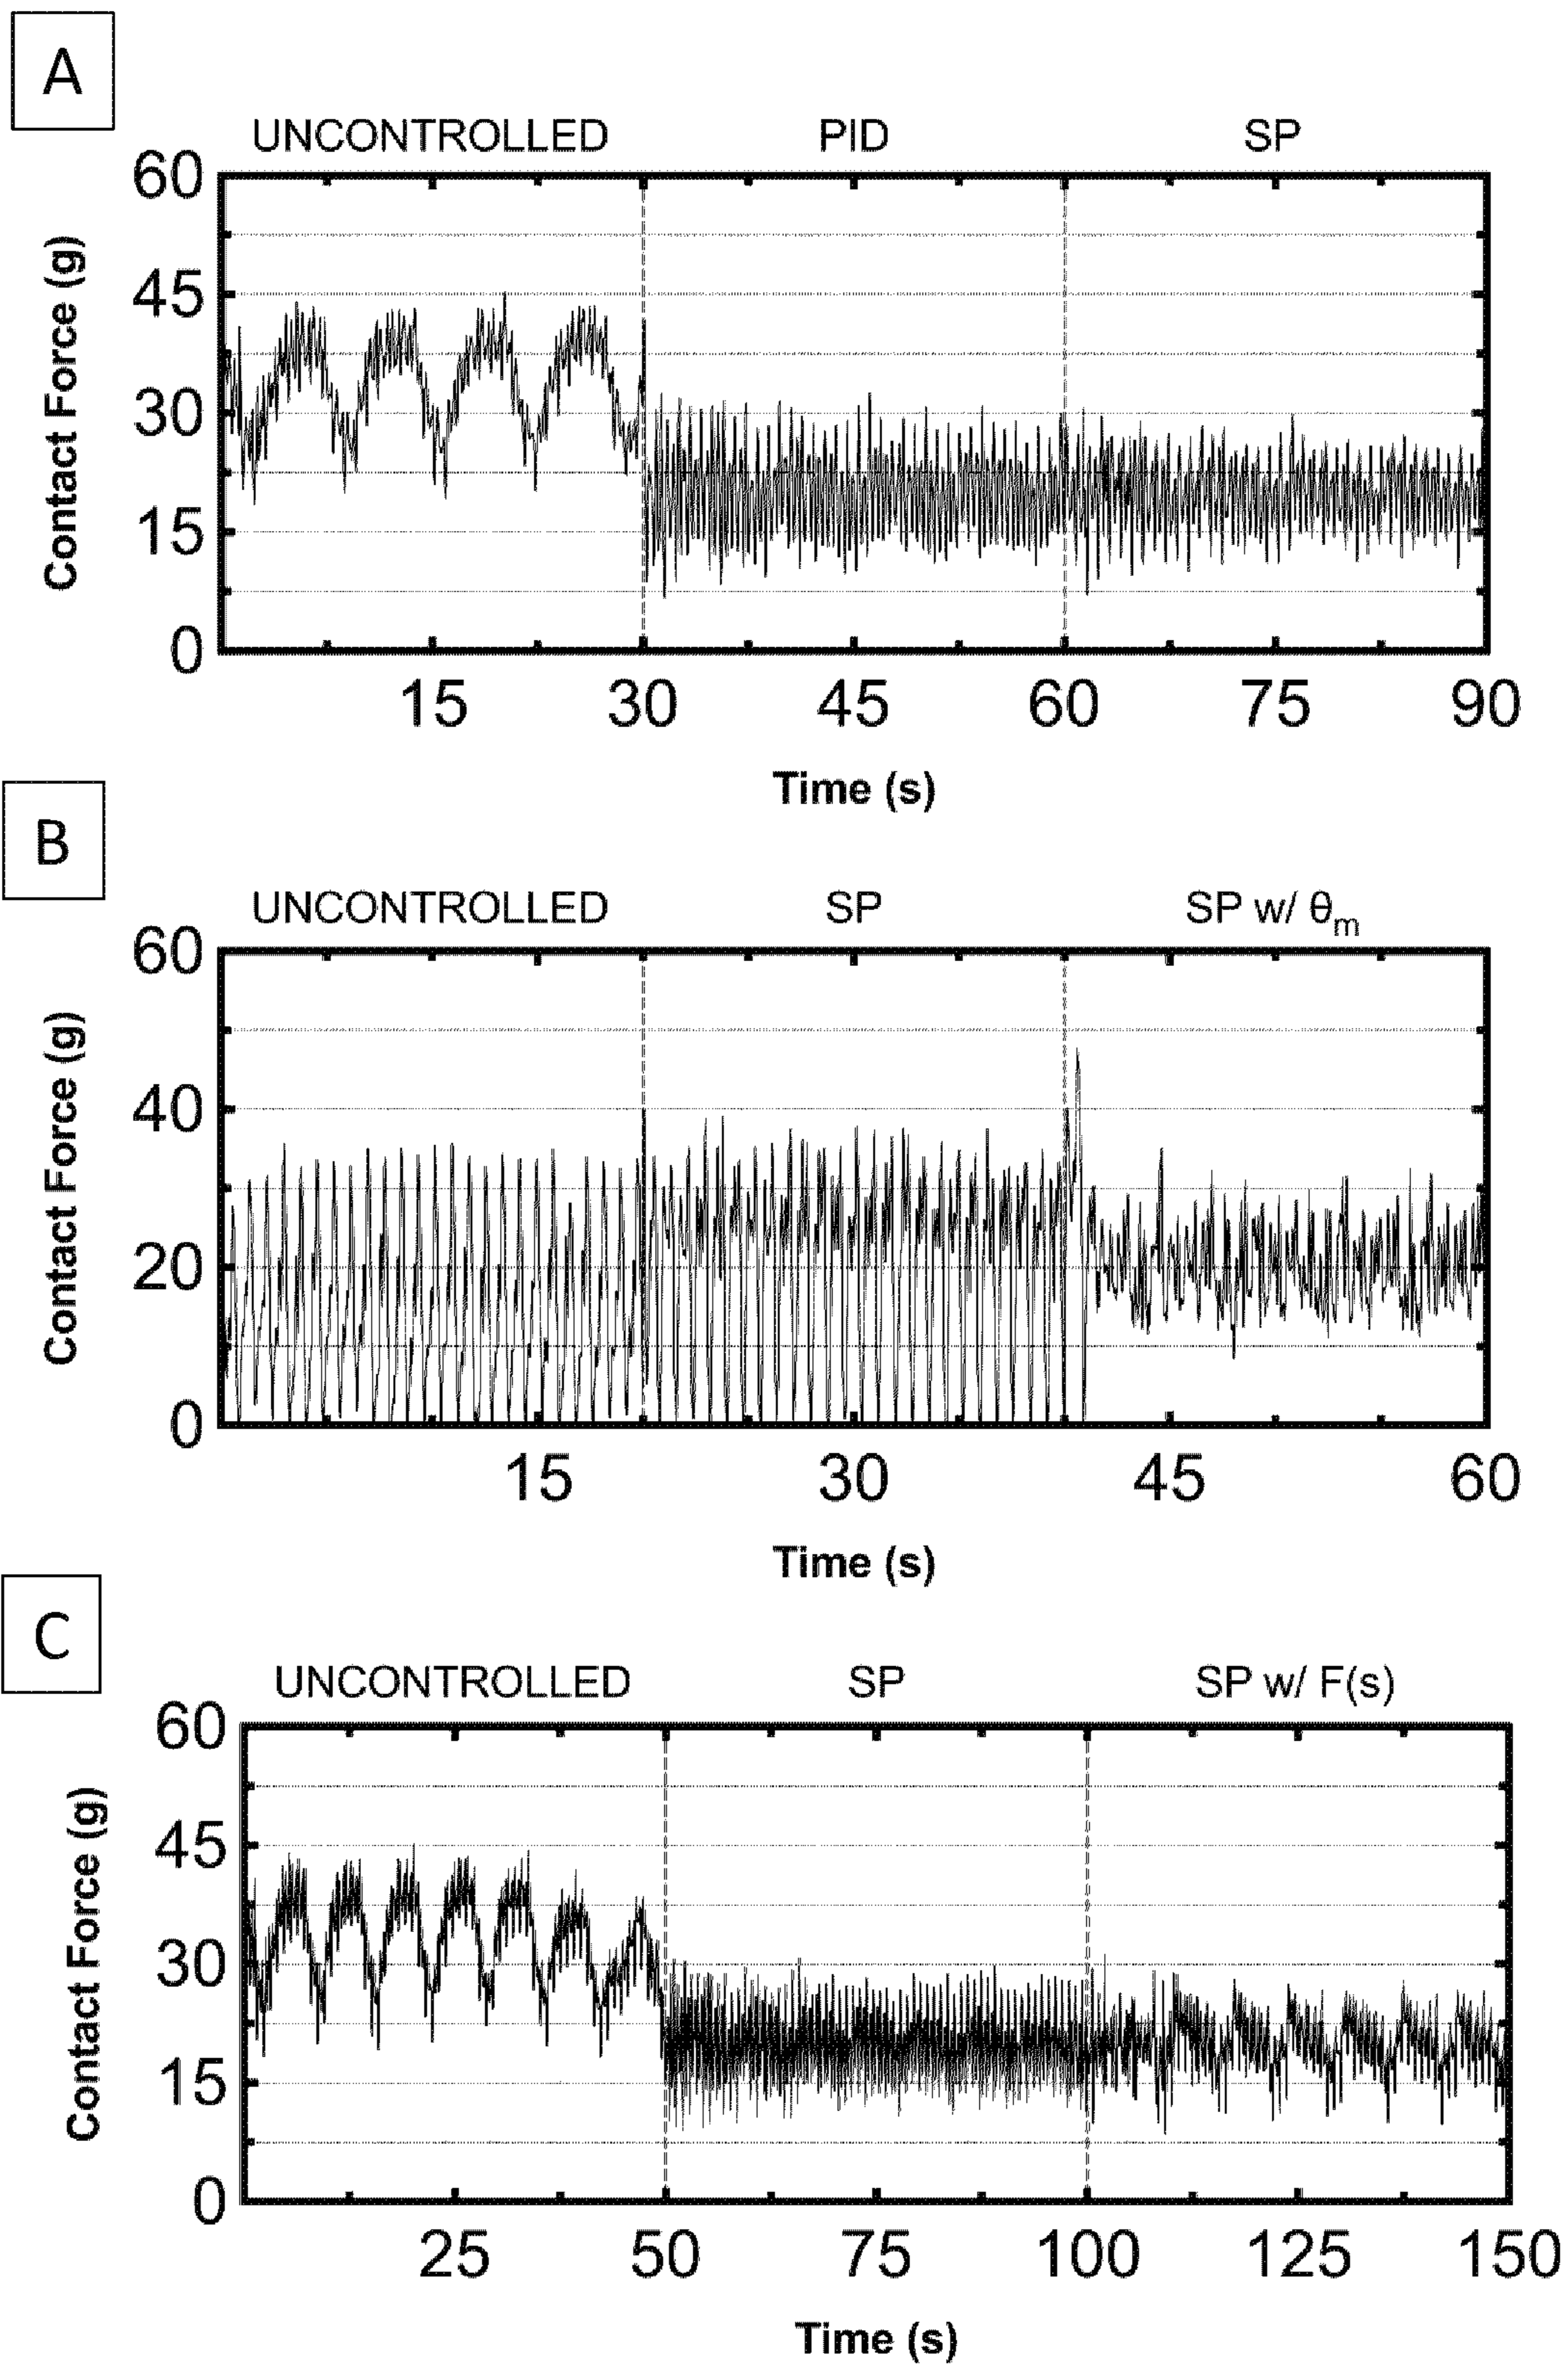 A
UNCONTROLLED PID SP
60
45
30
15
0
Contact Force (g)
15 30 45 60 75 90
Time (s)
B
UNCONTROLLED SP SP w/ θm
60
40
20
0
Contact Force (g)
15 30 45 60
Time (s)
C
UNCONTROLLED SP SP w/ F(s)
60
45
30
15
0
Contact Force (g)
25 50 75 100 125 150
Time (s)